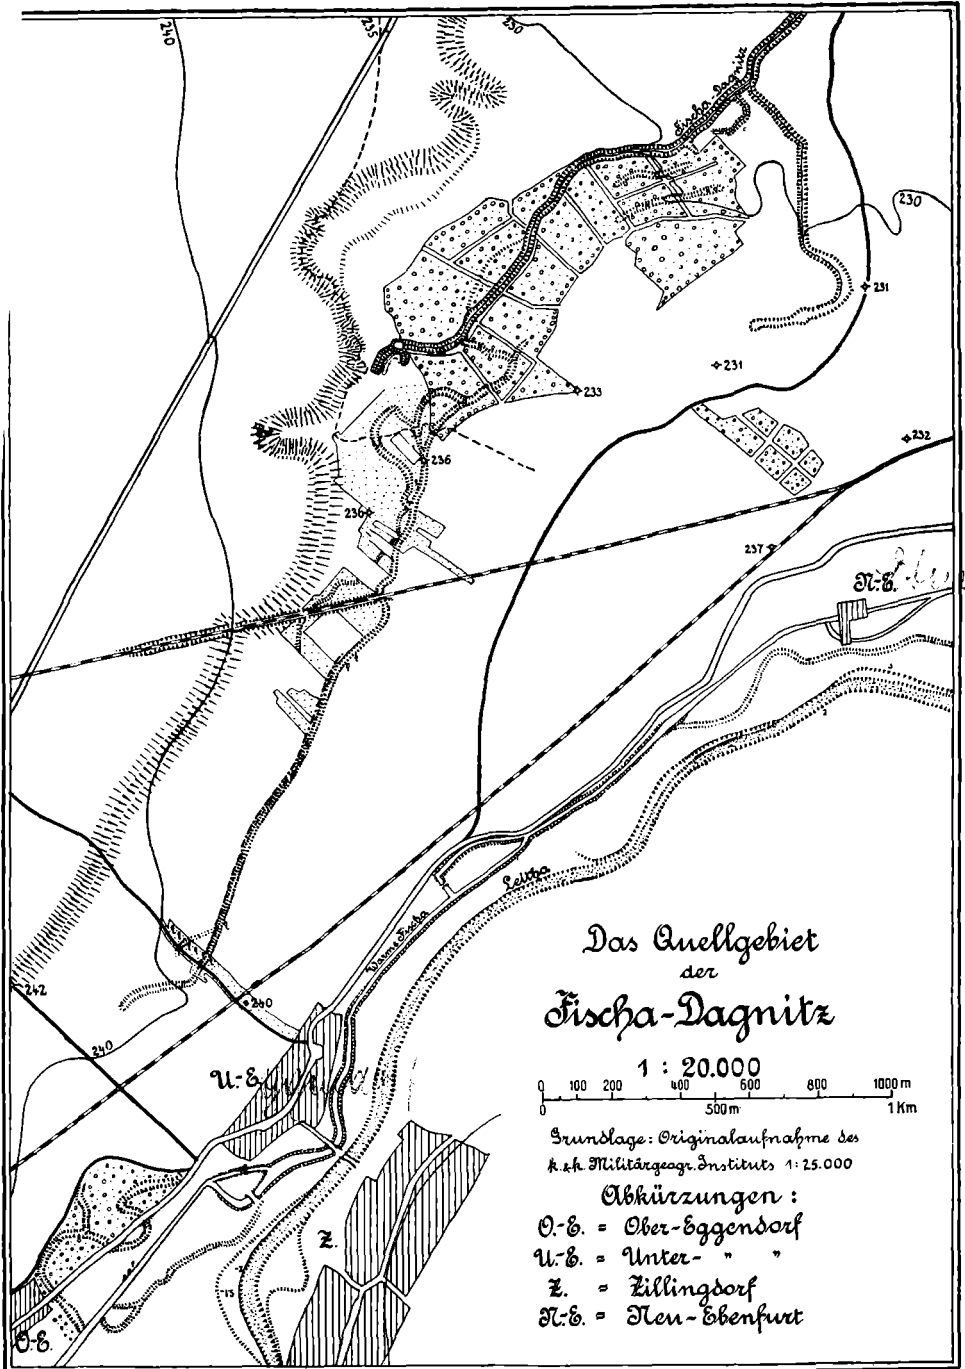 240
235
230
Fischa-Dagnitz
230
231
231
233
232
236
236
237
N.-E.
Leitha
Warme Fischa
242
240
240
U.-E.
Z.
-15
O.-E.
Das Quellgebiet
der
Fischa-Dagnitz
1 : 20.000
0 100 200 400 600 800 1000 m
0 500 m 1 Km
Grundlage: Originalaufnahme des
k.u.k. Militärgeogr. Instituts 1:25.000
Abkürzungen :
O.-E. = Ober-Eggendorf
U.-E. = Unter- " "
Z. = Zillingdorf
N.-E. = Neu-Ebenfurt